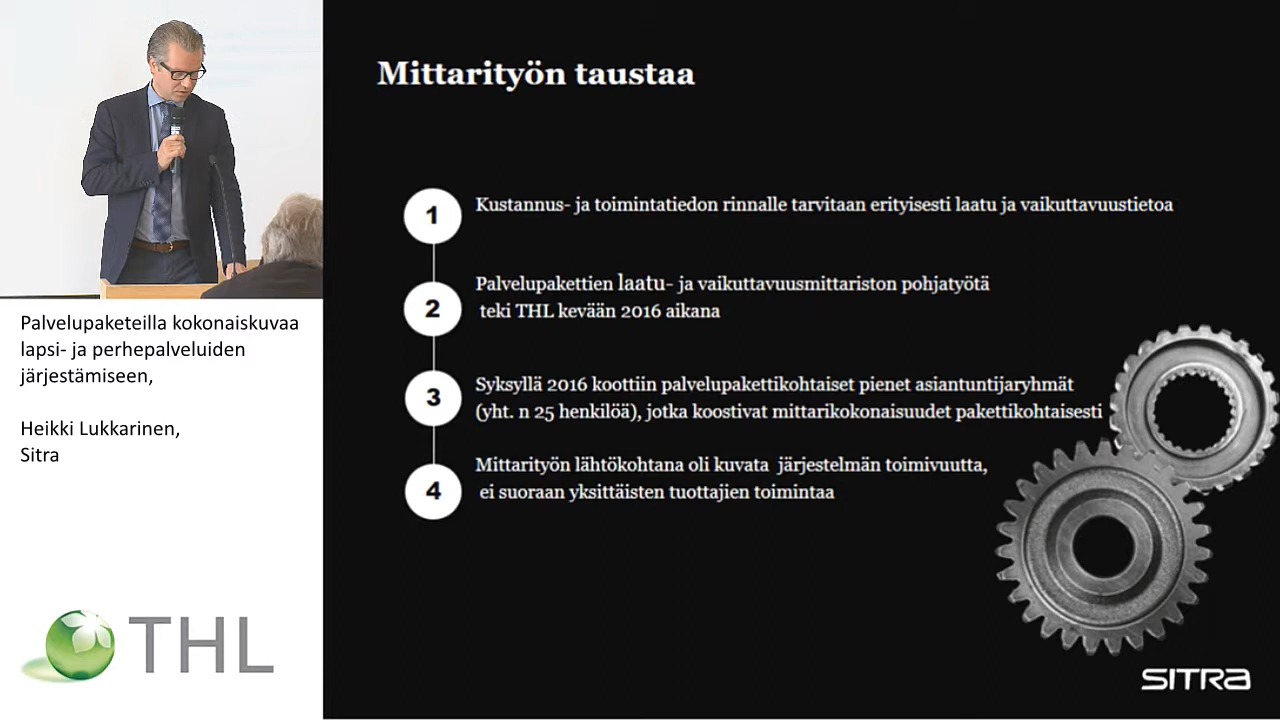 Mittarityön taustaa
1
Kustannus- ja toimintatiedon rinnalle tarvitaan erityisesti laatu ja vaikuttavuustietoa
2
Palvelupakettien laatu- ja vaikuttavuusmittariston pohjatyötä
teki THL kevään 2016 aikana
3
Syksyllä 2016 koottiin palvelupakettikohtaiset pienet asiantuntijaryhmät
(yht. n 25 henkilöä), jotka koostivat mittarikokonaisuudet pakettikohtaisesti
4
Mittarityön lähtökohtana oli kuvata järjestelmän toimivuutta,
ei suoraan yksittäisten tuottajien toimintaa
SITRA
Palvelupaketeilla kokonaiskuvaa
lapsi- ja perhepalveluiden
järjestämiseen,
Heikki Lukkarinen,
Sitra
THL